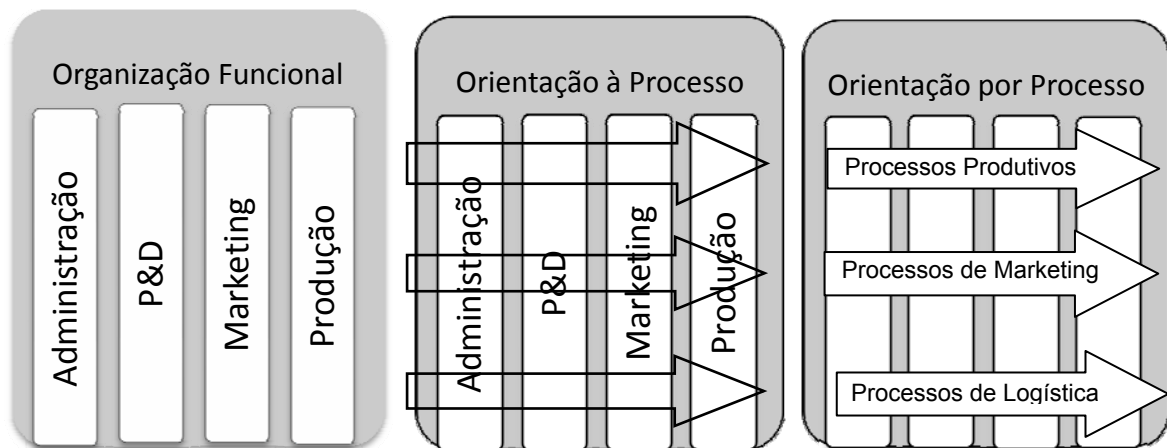 Organização Funcional
Administração
P&D
Marketing
Produção
Orientação à Processo
Administração
P&D
Marketing
Produção
Orientação por Processo
Processos Produtivos
Processos de Marketing
Processos de Logística